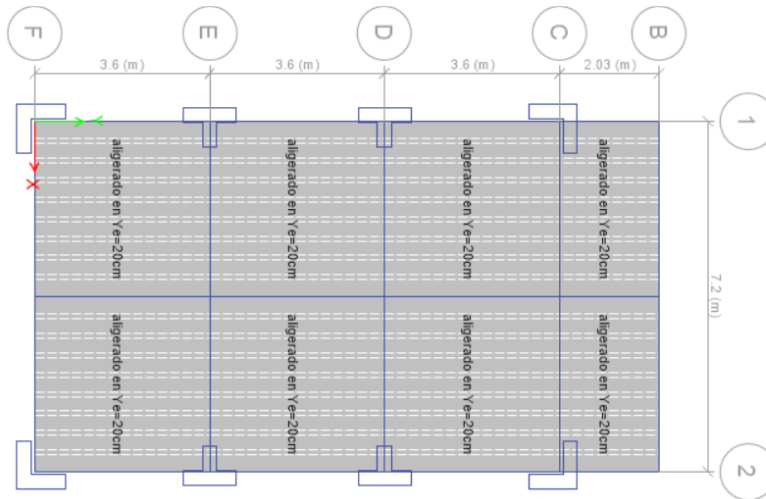 F
E
D
C
B
3.6 (m)
3.6 (m)
3.6 (m)
2.03 (m)
1
Y
X
aligerado en Ye=20cm
aligerado en Ye=20cm
aligerado en Ye=20cm
aligerado en Ye=20cm
7.2 (m)
aligerado en Ye=20cm
aligerado en Ye=20cm
aligerado en Ye=20cm
aligerado en Ye=20cm
2